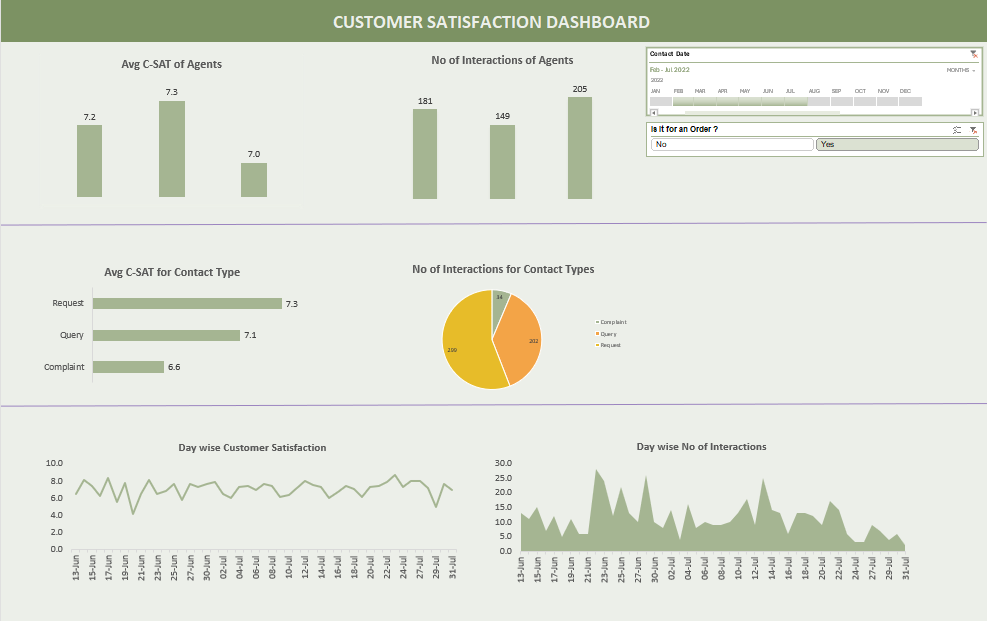 CUSTOMER SATISFACTION DASHBOARD
Avg C-SAT of Agents
7.2
7.3
7.0
No of Interactions of Agents
181
149
205
Contact Date
Feb - Jul 2022
MONTHS
2022
JAN FEB MAR APR MAY JUN JUL AUG SEP OCT NOV DEC
Is it for an Order ?
No
Yes
Avg C-SAT for Contact Type
Request 7.3
Query 7.1
Complaint 6.6
No of Interactions for Contact Types
34
202
299
Complaint
Query
Request
Day wise Customer Satisfaction
10.0
8.0
6.0
4.0
2.0
0.0
13-Jun 15-Jun 17-Jun 19-Jun 21-Jun 23-Jun 25-Jun 27-Jun 30-Jun 02-Jul 04-Jul 06-Jul 08-Jul 10-Jul 12-Jul 14-Jul 16-Jul 18-Jul 20-Jul 22-Jul 24-Jul 27-Jul 29-Jul 31-Jul
Day wise No of Interactions
30.0
25.0
20.0
15.0
10.0
5.0
0.0
13-Jun 15-Jun 17-Jun 19-Jun 21-Jun 23-Jun 25-Jun 27-Jun 30-Jun 02-Jul 04-Jul 06-Jul 08-Jul 10-Jul 12-Jul 14-Jul 16-Jul 18-Jul 20-Jul 22-Jul 24-Jul 27-Jul 29-Jul 31-Jul